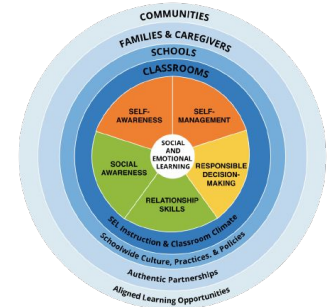 COMMUNITIES
FAMILIES & CAREGIVERS
SCHOOLS
CLASSROOMS
SELF-
AWARENESS
SELF-
MANAGEMENT
SOCIAL
AND
EMOTIONAL
LEARNING
SOCIAL
AWARENESS
RESPONSIBLE
DECISION-
MAKING
RELATIONSHIP
SKILLS
SEL Instruction & Classroom Climate
Schoolwide Culture, Practices, & Policies
Authentic Partnerships
Aligned Learning Opportunities